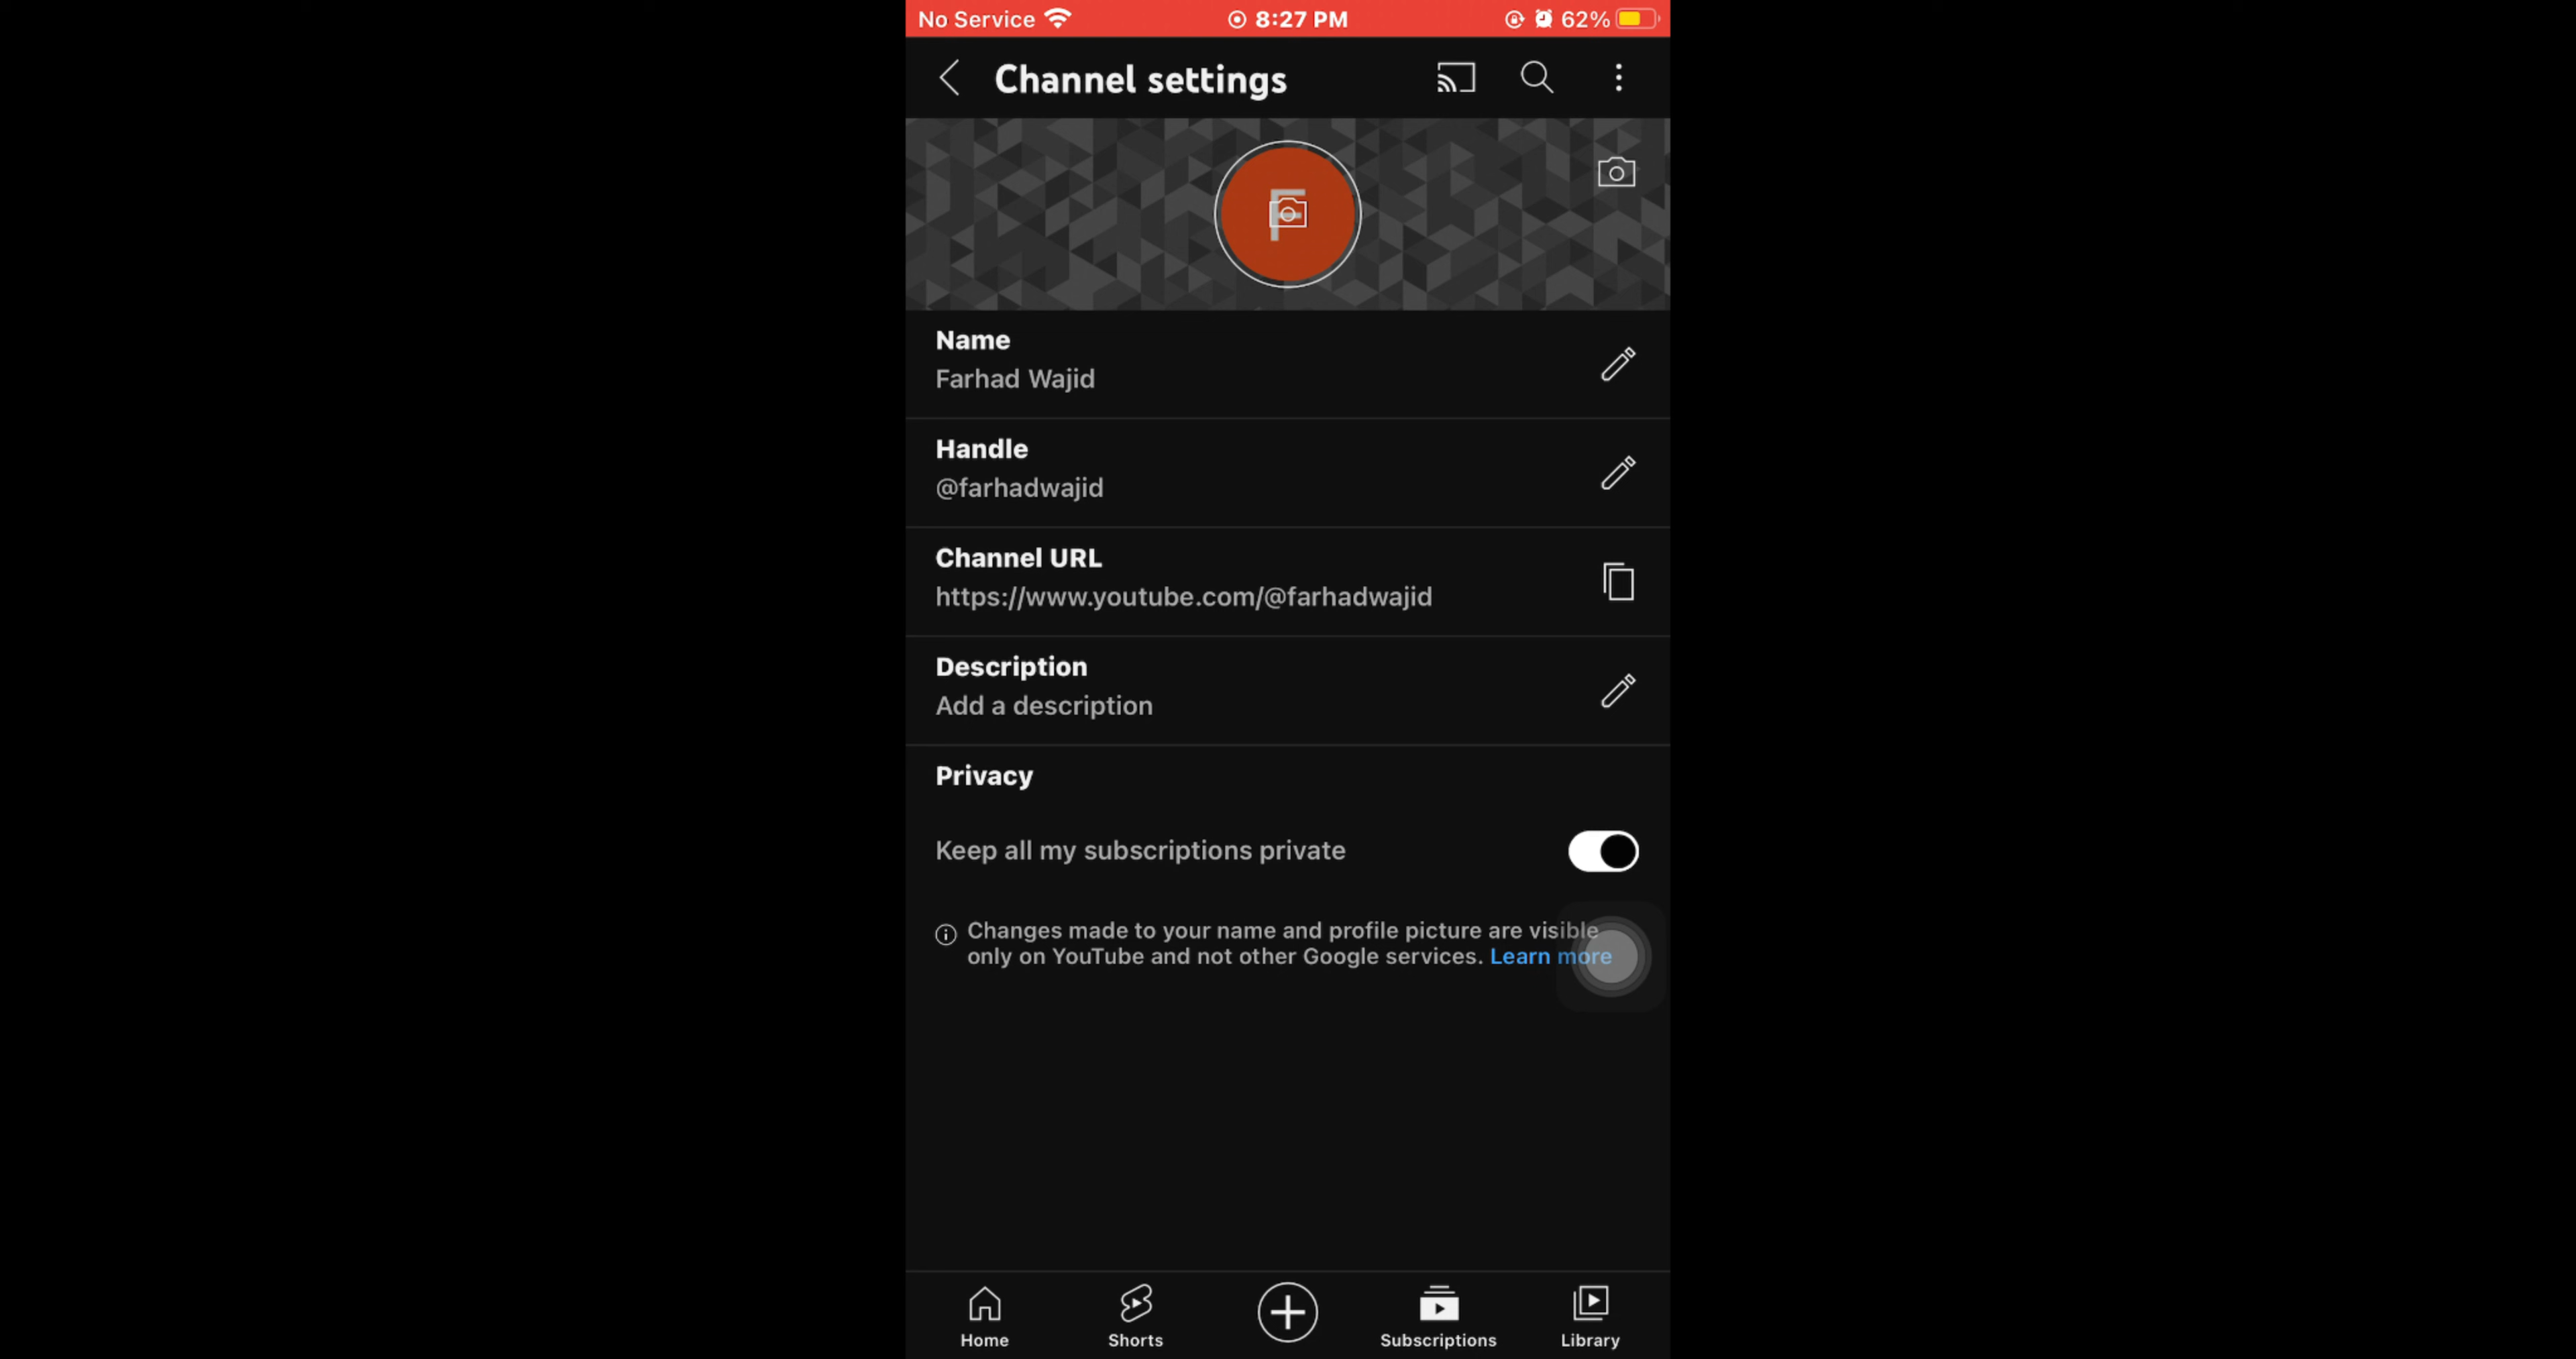 No Service 8:27 PM 62%
Channel settings
F
Name
Farhad Wajid
Handle
@farhadwajid
Channel URL
https://www.youtube.com/@farhadwajid
Description
Add a description
Privacy
Keep all my subscriptions private
Changes made to your name and profile picture are visible
only on YouTube and not other Google services. Learn more
Home Shorts Subscriptions Library